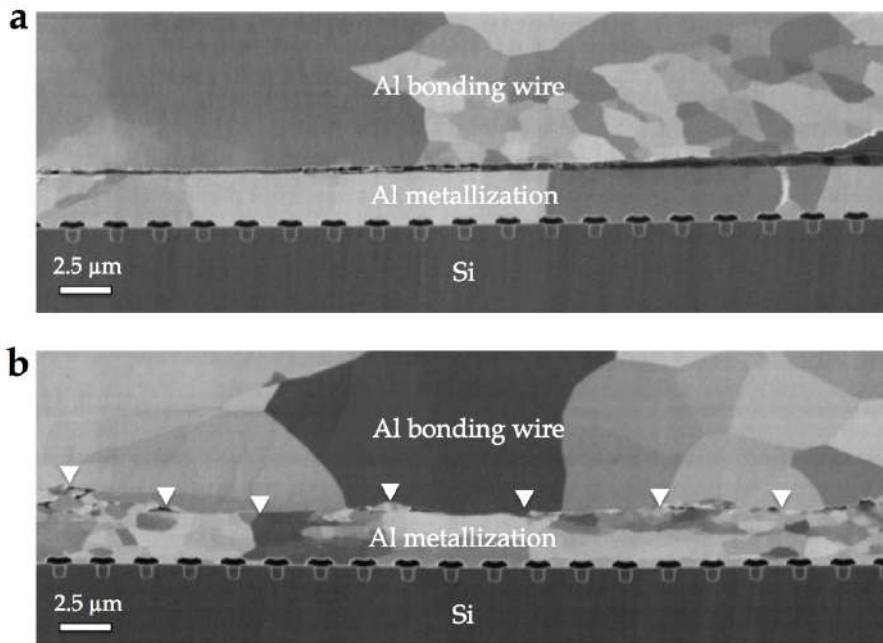 a
Al bonding wire
Al metallization
Si
2.5 µm
b
Al bonding wire
Al metallization
Si
2.5 µm